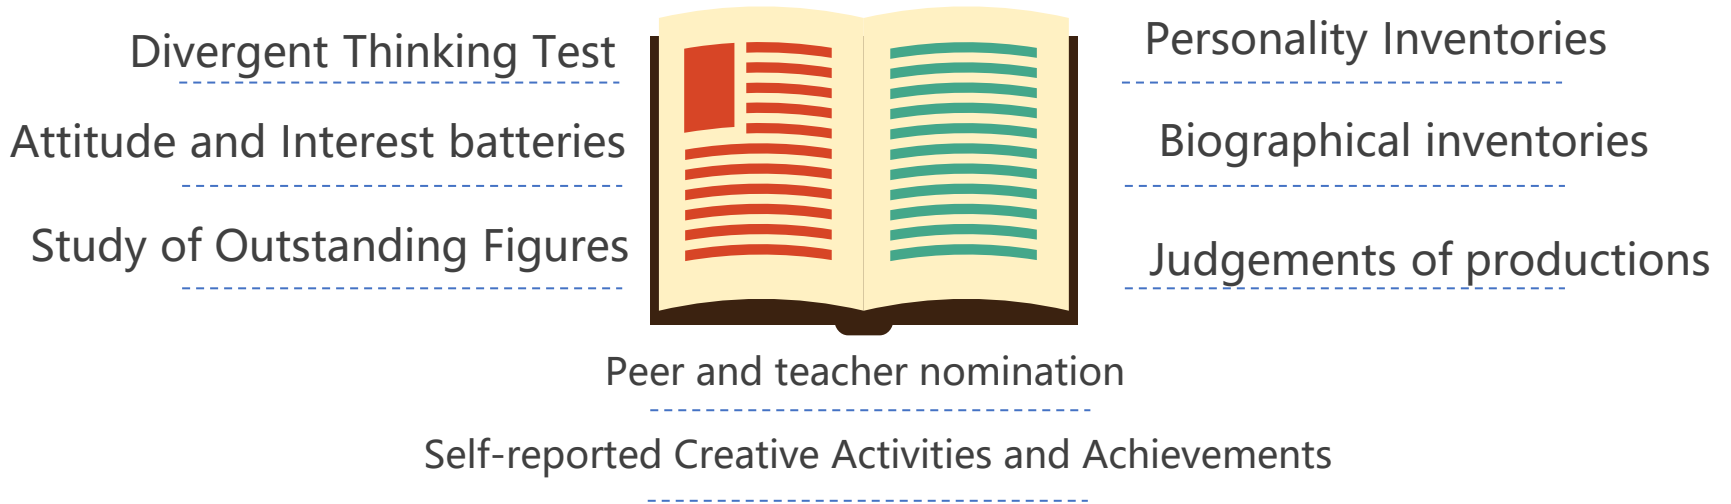 Divergent Thinking Test
Attitude and Interest batteries
Study of Outstanding Figures
Personality Inventories
Biographical inventories
Judgements of productions
Peer and teacher nomination
Self-reported Creative Activities and Achievements